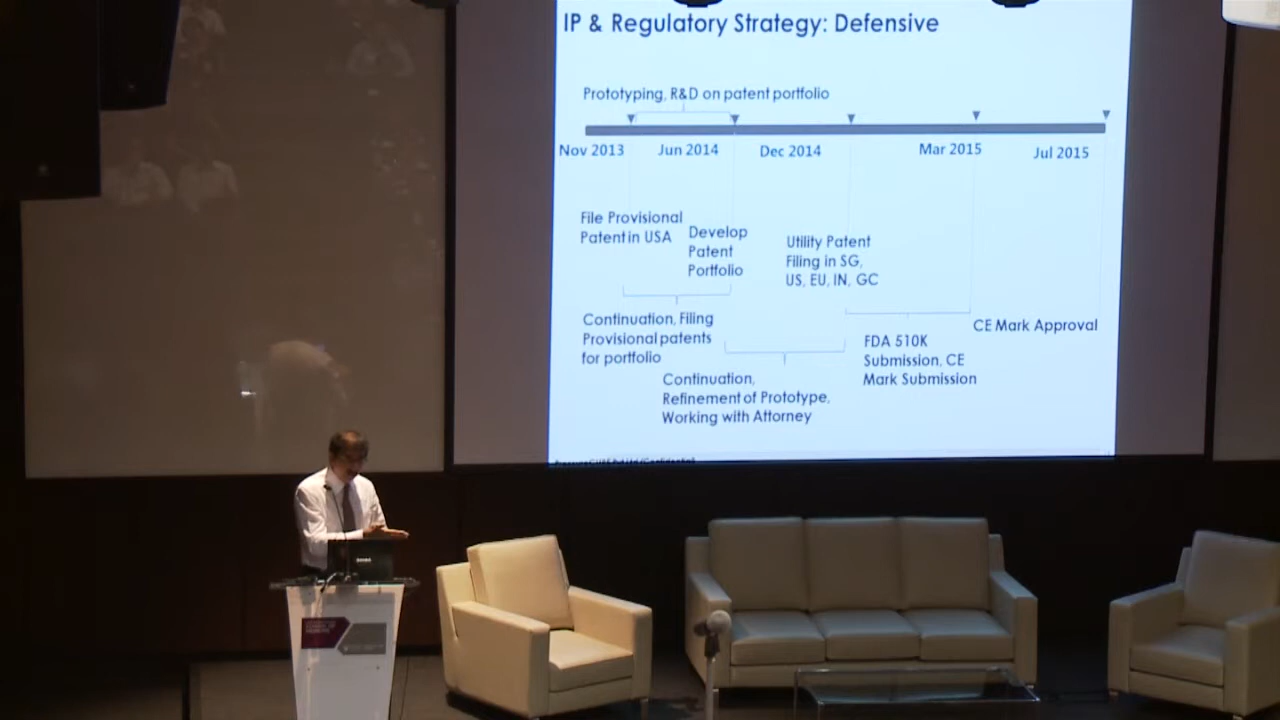 IP & Regulatory Strategy: Defensive
Prototyping, R&D on patent portfolio
Nov 2013
Jun 2014
Dec 2014
Mar 2015
Jul 2015
File Provisional
Patent in USA
Develop
Patent
Portfolio
Utility Patent
Filing in SG,
US, EU, IN, GC
Continuation, Filing
Provisional patents
for portfolio
Continuation,
Refinement of Prototype,
Working with Attorney
FDA 510K
Submission, CE
Mark Submission
CE Mark Approval